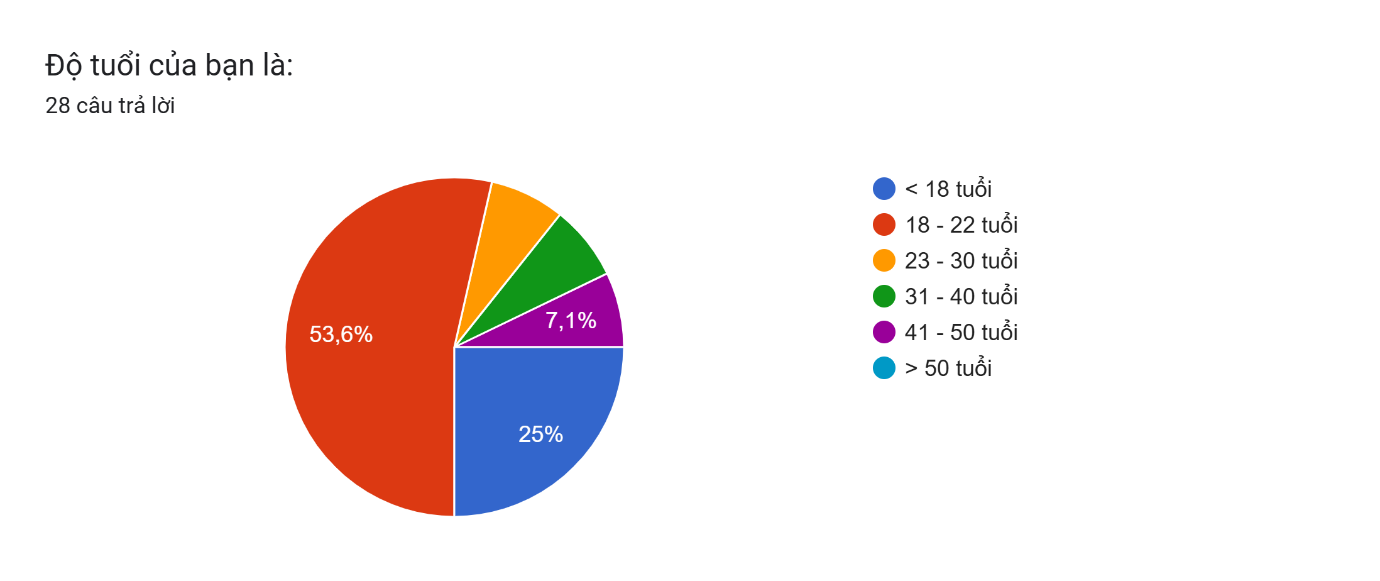 Độ tuổi của bạn là:
28 câu trả lời
53,6%
7,1%
25%
< 18 tuổi
18 - 22 tuổi
23 - 30 tuổi
31 - 40 tuổi
41 - 50 tuổi
> 50 tuổi